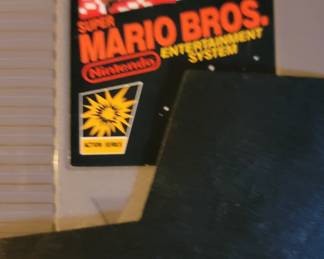 SUPER
MARIO BROS.
Nintendo
ENTERTAINMENT
SYSTEM
ACTION SERIES